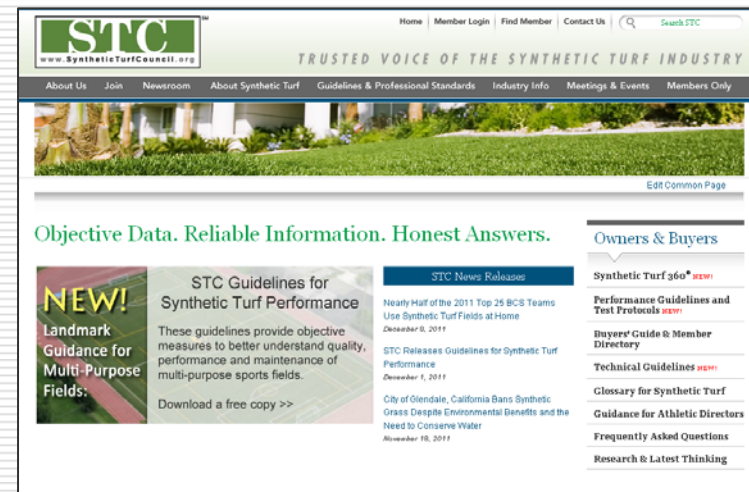 STC™
www.SyntheticTurfCouncil.org
Home Member Login Find Member Contact Us Search STC
TRUSTED VOICE OF THE SYNTHETIC TURF INDUSTRY
About Us Join Newsroom About Synthetic Turf Guidelines & Professional Standards Industry Info Meetings & Events Members Only
Edit Common Page
Objective Data. Reliable Information. Honest Answers.
NEW!
Landmark
Guidance for
Multi-Purpose
Fields:
STC Guidelines for
Synthetic Turf Performance
These guidelines provide objective
measures to better understand quality,
performance and maintenance of
multi-purpose sports fields.
Download a free copy >>
STC News Releases
Nearly Half of the 2011 Top 25 BCS Teams
Use Synthetic Turf Fields at Home
December 9, 2011
STC Releases Guidelines for Synthetic Turf
Performance
December 1, 2011
City of Glendale, California Bans Synthetic
Grass Despite Environmental Benefits and the
Need to Conserve Water
November 18, 2011
Owners & Buyers
Synthetic Turf 360® NEW!
Performance Guidelines and
Test Protocols NEW!
Buyers' Guide & Member
Directory
Technical Guidelines NEW!
Glossary for Synthetic Turf
Guidance for Athletic Directors
Frequently Asked Questions
Research & Latest Thinking